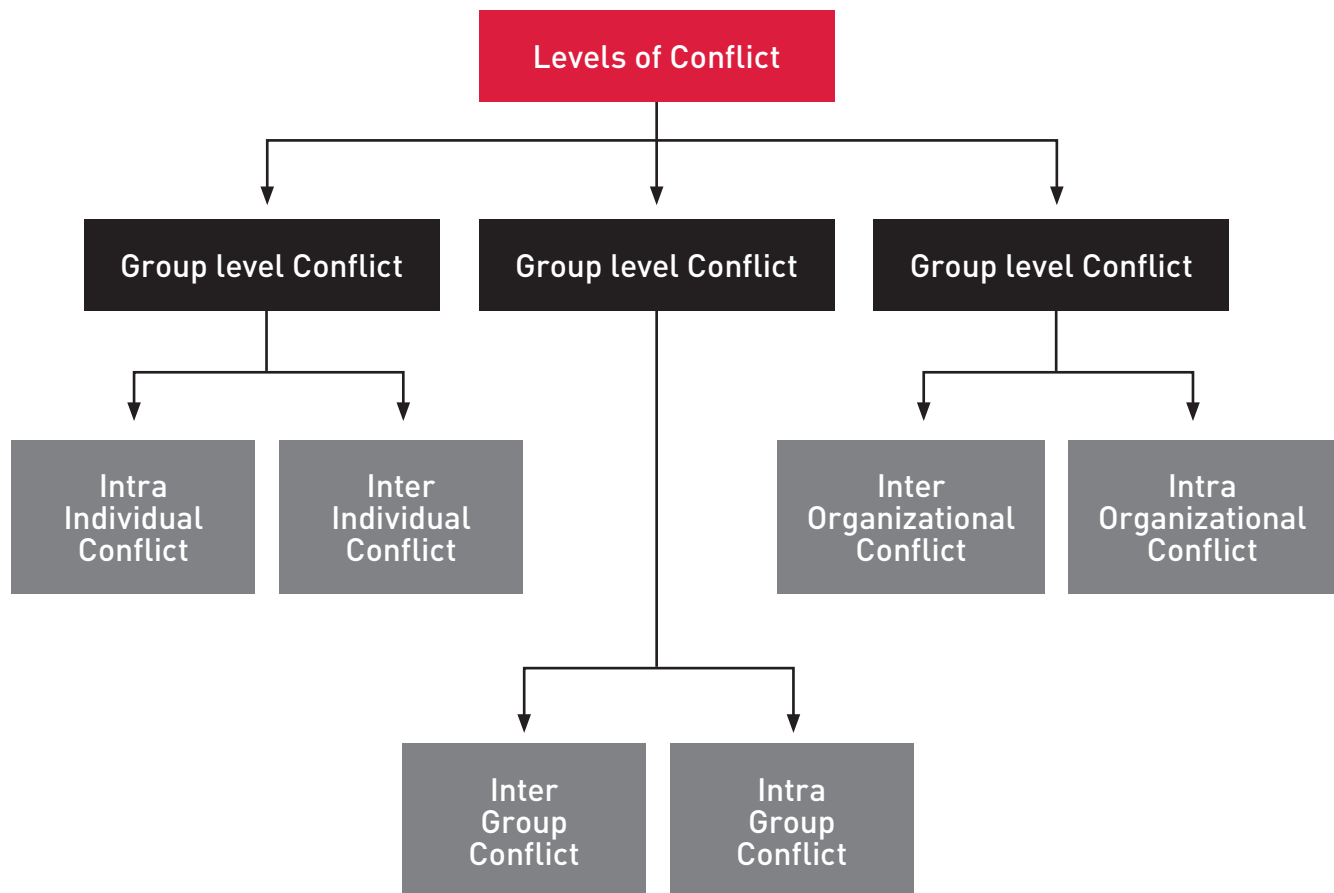 Levels of Conflict
Group level Conflict
Group level Conflict
Group level Conflict
Intra
Individual
Conflict
Inter
Individual
Conflict
Inter
Organizational
Conflict
Intra
Organizational
Conflict
Inter
Group
Conflict
Intra
Group
Conflict